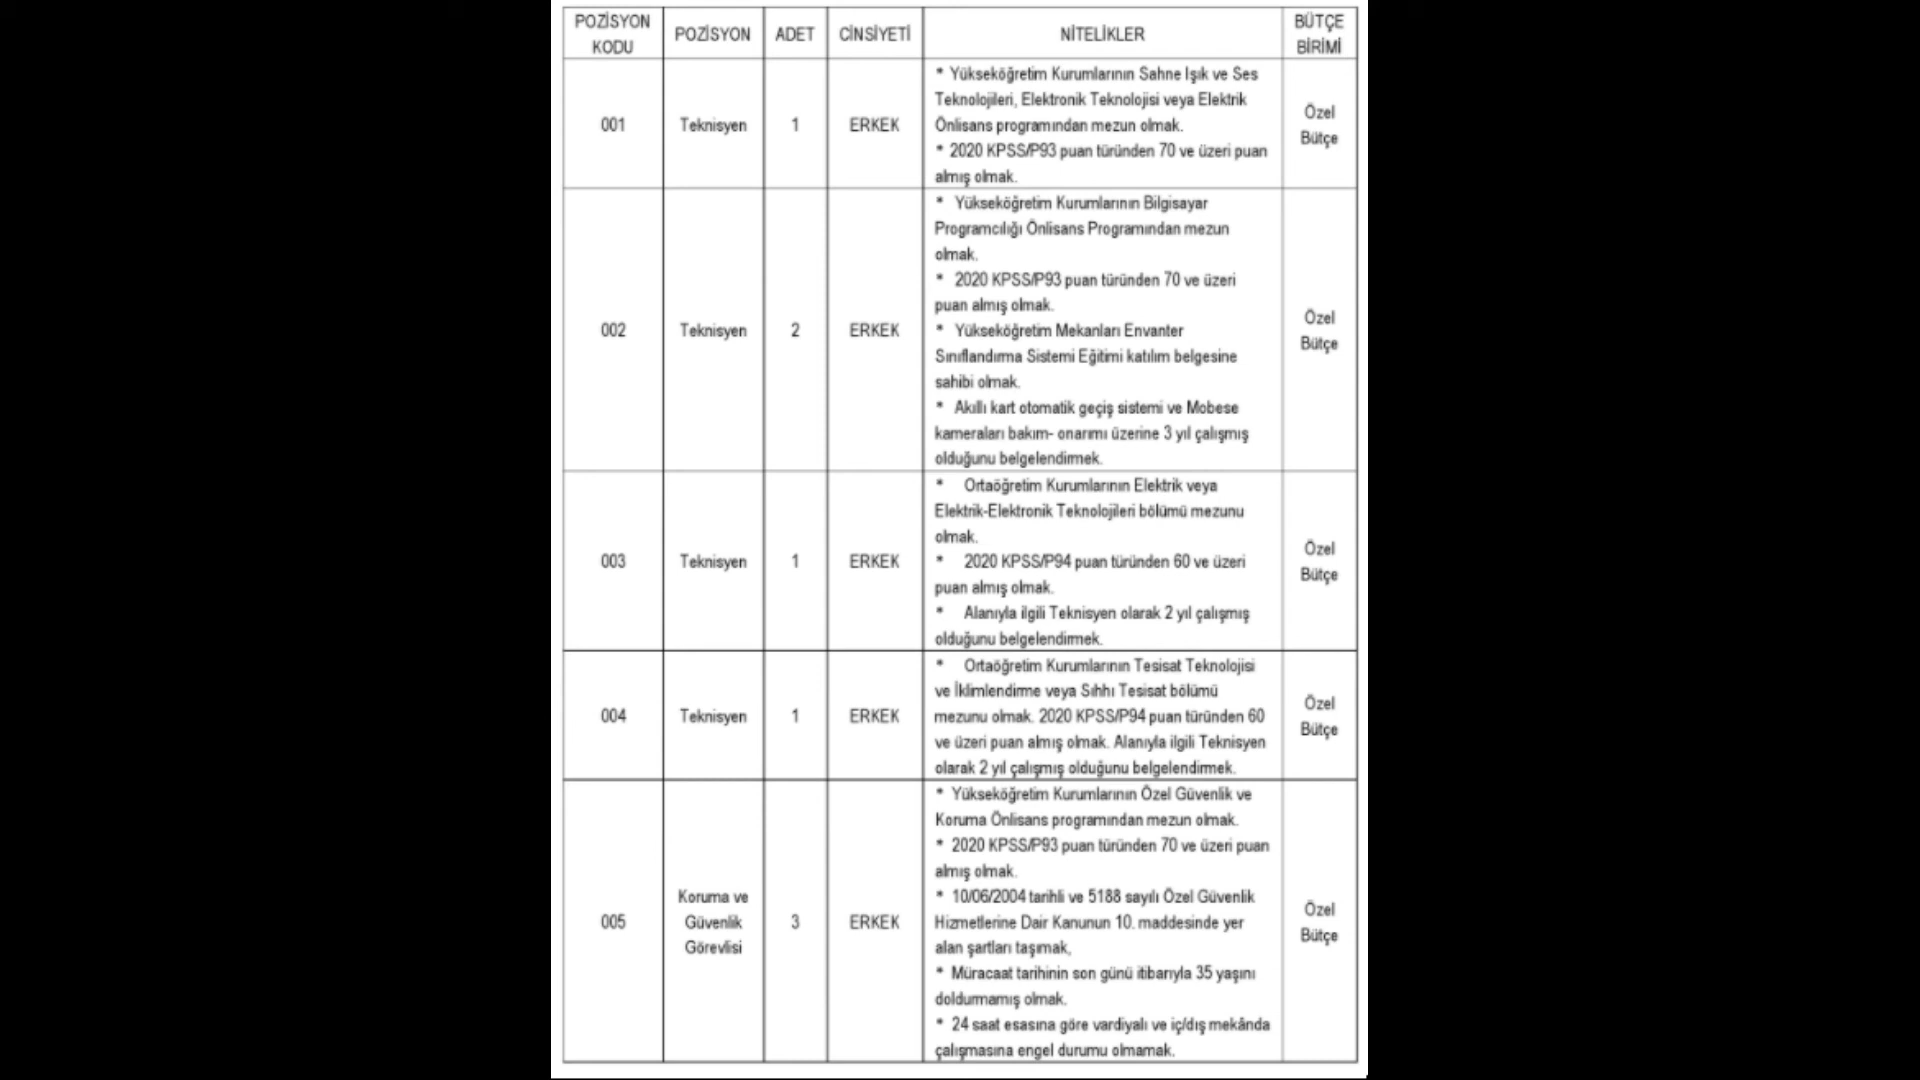 POZİSYON KODU
POZİSYON
ADET
CİNSİYETİ
NİTELİKLER
BÜTÇE BİRİMİ
001
Teknisyen
1
ERKEK
* Yükseköğretim Kurumlarının Sahne Işık ve Ses
Teknolojileri, Elektronik Teknolojisi veya Elektrik
Önlisans programından mezun olmak.
* 2020 KPSS/P93 puan türünden 70 ve üzeri puan
almış olmak.
Özel
Bütçe
002
Teknisyen
2
ERKEK
* Yükseköğretim Kurumlarının Bilgisayar
Programcılığı Önlisans Programından mezun
olmak.
* 2020 KPSS/P93 puan türünden 70 ve üzeri
puan almış olmak.
* Yükseköğretim Mekanları Envanter
Sınıflandırma Sistemi Eğitimi katılım belgesine
sahibi olmak.
* Akıllı kart otomatik geçiş sistemi ve Mobese
kameraları bakım- onarımı üzerine 3 yıl çalışmış
olduğunu belgelendirmek.
Özel
Bütçe
003
Teknisyen
1
ERKEK
* Ortaöğretim Kurumlarının Elektrik veya
Elektrik-Elektronik Teknolojileri bölümü mezunu
olmak.
* 2020 KPSS/P94 puan türünden 60 ve üzeri
puan almış olmak.
* Alanıyla ilgili Teknisyen olarak 2 yıl çalışmış
olduğunu belgelendirmek.
Özel
Bütçe
004
Teknisyen
1
ERKEK
* Ortaöğretim Kurumlarının Tesisat Teknolojisi
ve İklimlendirme veya Sıhhı Tesisat bölümü
mezunu olmak. 2020 KPSS/P94 puan türünden 60
ve üzeri puan almış olmak. Alanıyla ilgili Teknisyen
olarak 2 yıl çalışmış olduğunu belgelendirmek.
Özel
Bütçe
005
Koruma ve
Güvenlik
Görevlisi
3
ERKEK
* Yükseköğretim Kurumlarının Özel Güvenlik ve
Koruma Önlisans programından mezun olmak.
* 2020 KPSS/P93 puan türünden 70 ve üzeri puan
almış olmak.
* 10/06/2004 tarihli ve 5188 sayılı Özel Güvenlik
Hizmetlerine Dair Kanunun 10. maddesinde yer
alan şartları taşımak,
* Müracaat tarihinin son günü itibarıyla 35 yaşını
doldurmamış olmak.
* 24 saat esasına göre vardiyalı ve iç/dış mekânda
çalışmasına engel durumu olmamak.
Özel
Bütçe